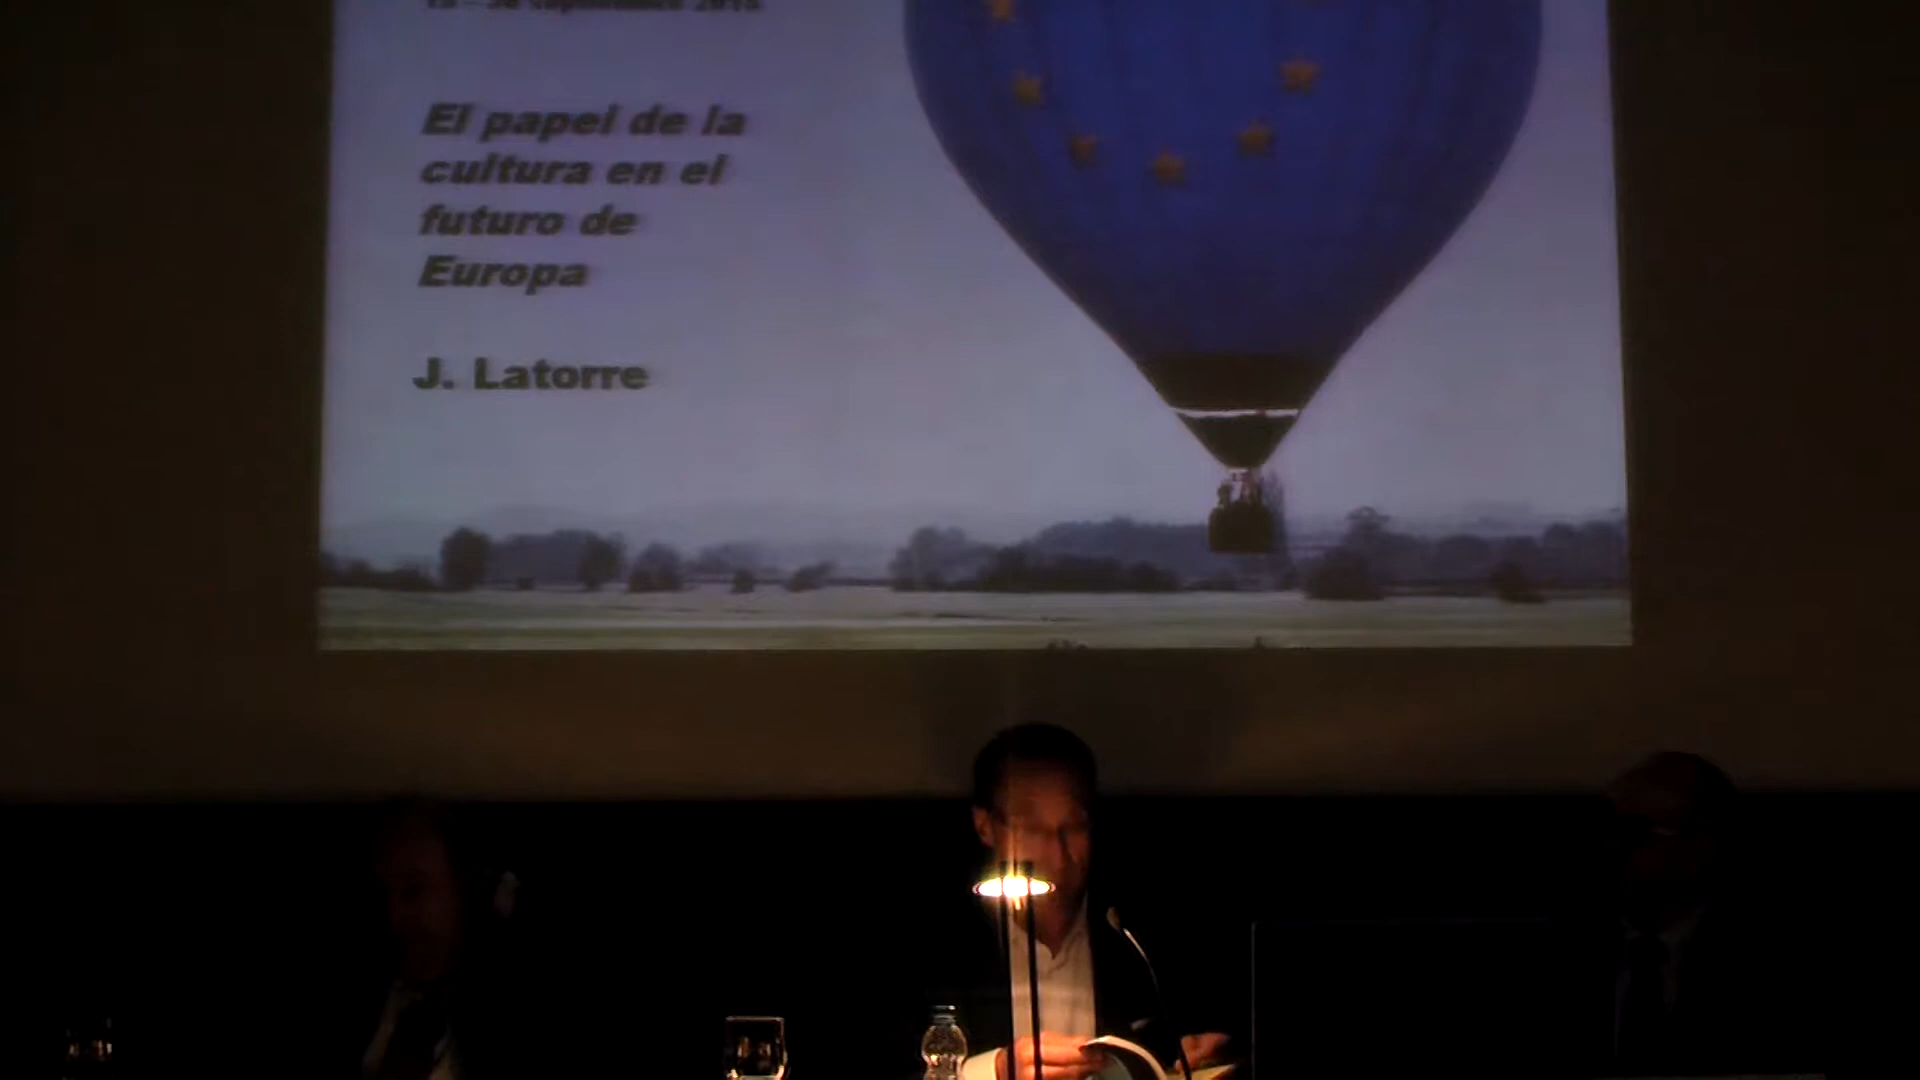 El papel de la
cultura en el
futuro de
Europa
J. Latorre